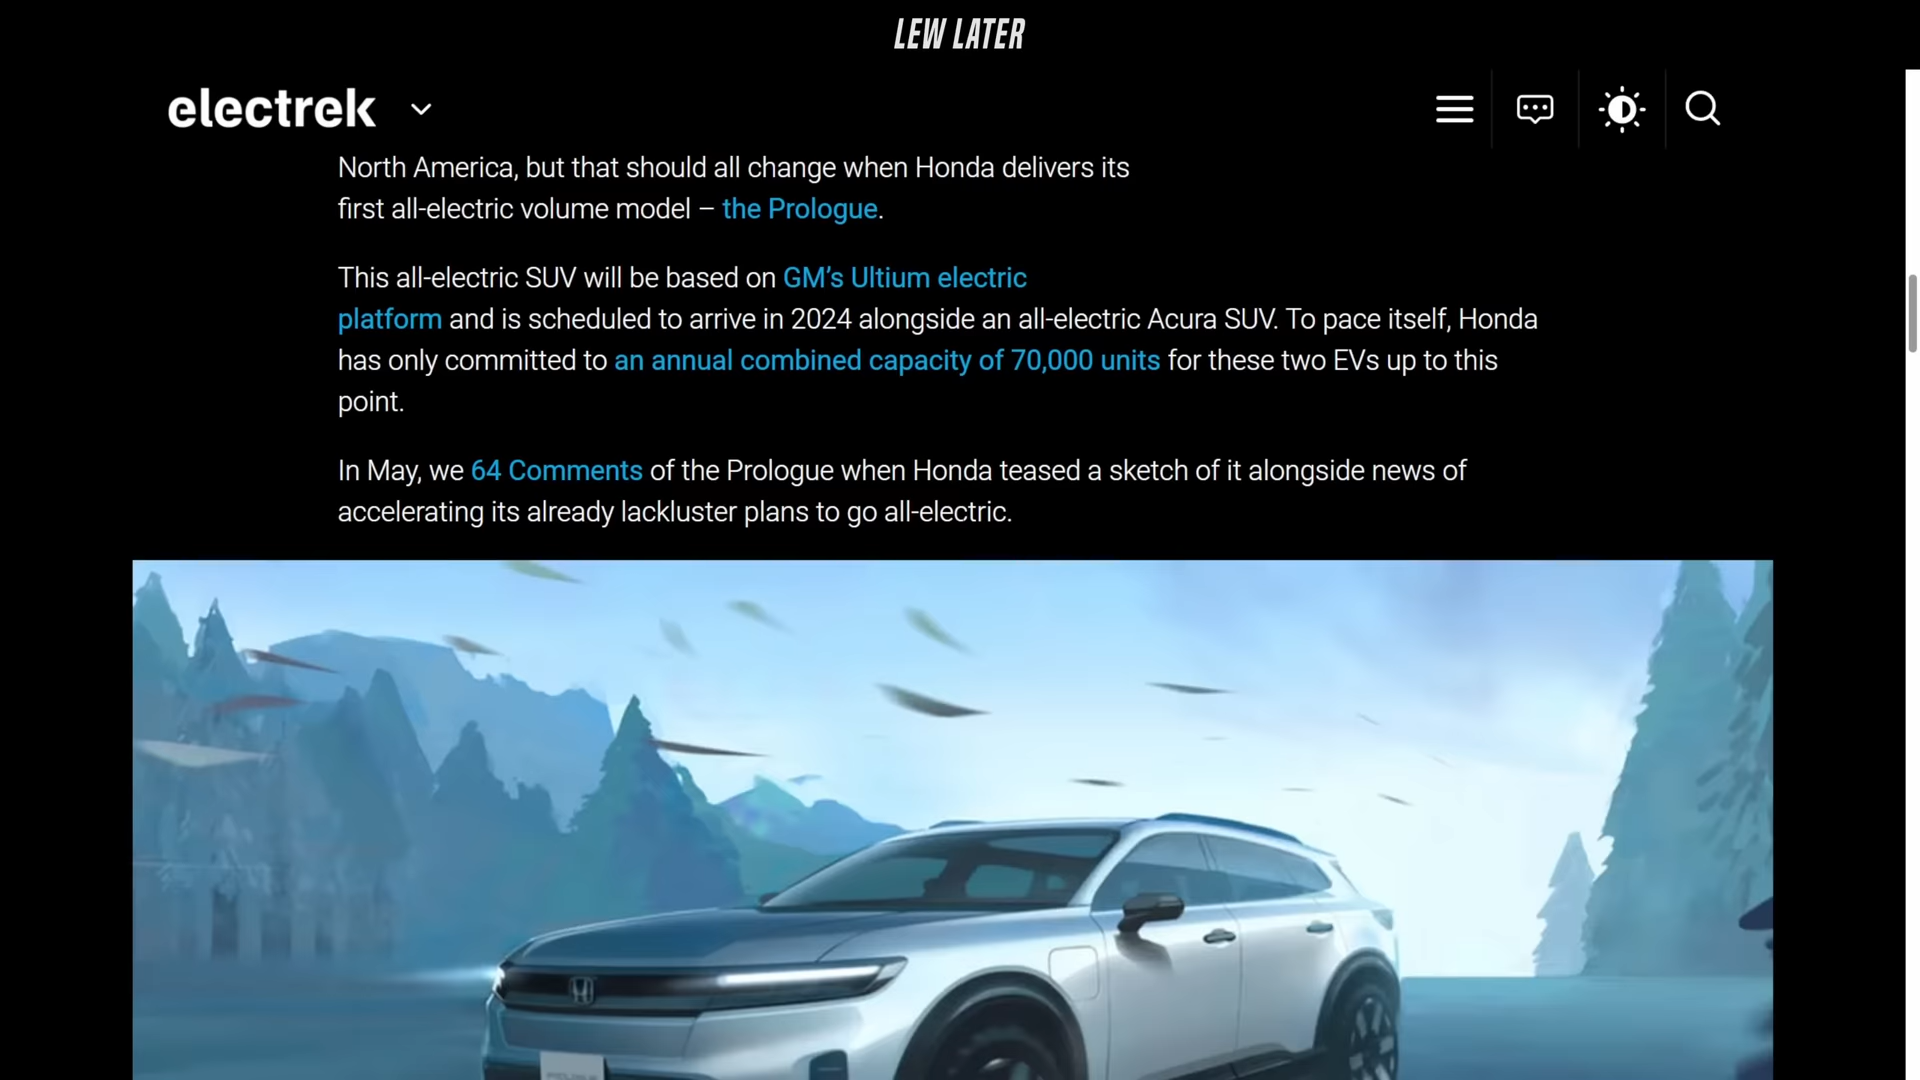 LEW LATER
electrek
North America, but that should all change when Honda delivers its
first all-electric volume model – the Prologue.
This all-electric SUV will be based on GM’s Ultium electric
platform and is scheduled to arrive in 2024 alongside an all-electric Acura SUV. To pace itself, Honda
has only committed to an annual combined capacity of 70,000 units for these two EVs up to this
point.
In May, we 64 Comments of the Prologue when Honda teased a sketch of it alongside news of
accelerating its already lackluster plans to go all-electric.